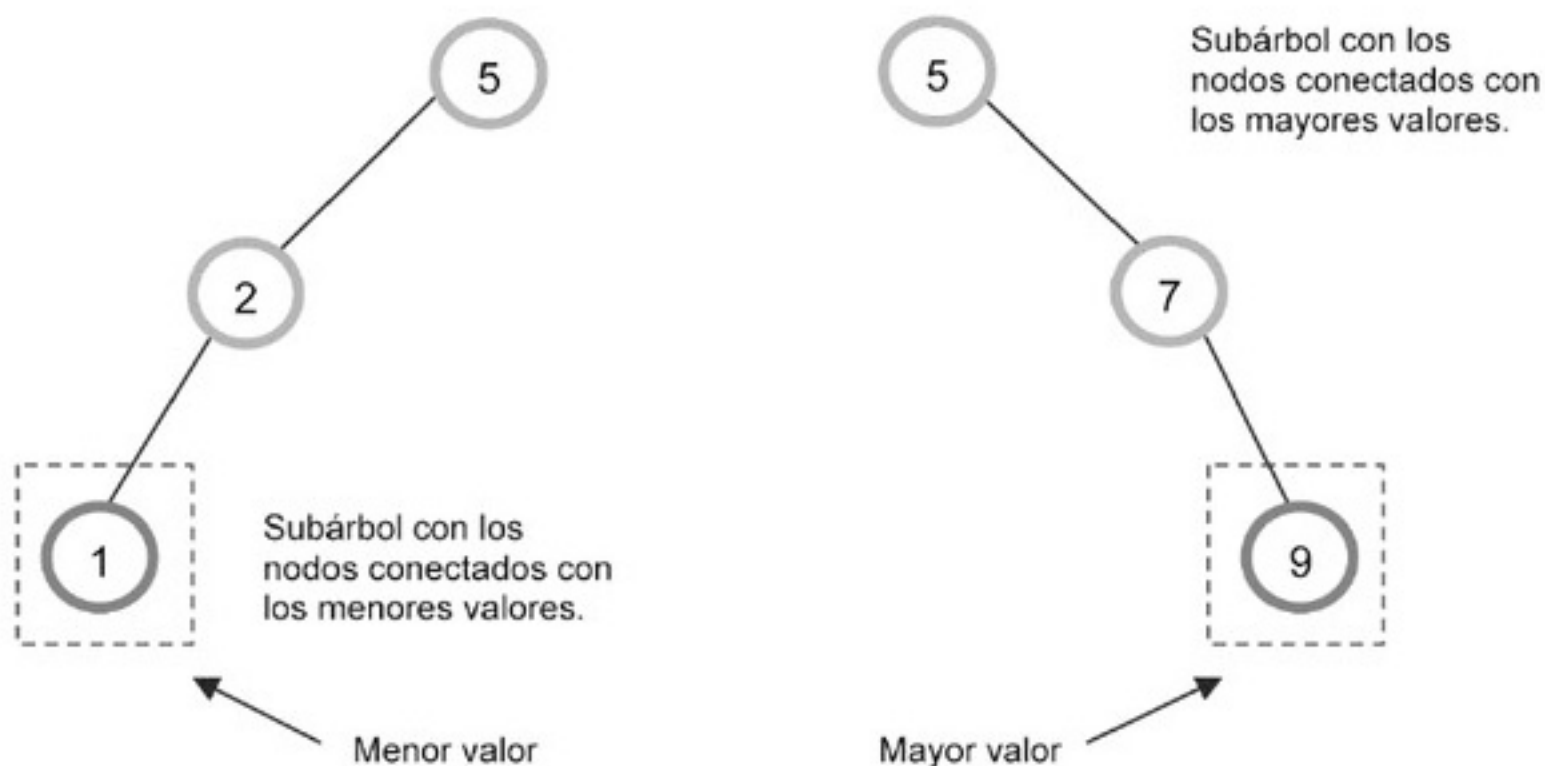 5
2
1
Subárbol con los
nodos conectados con
los menores valores.
Menor valor
5
Subárbol con los
nodos conectados con
los mayores valores.
7
9
Mayor valor